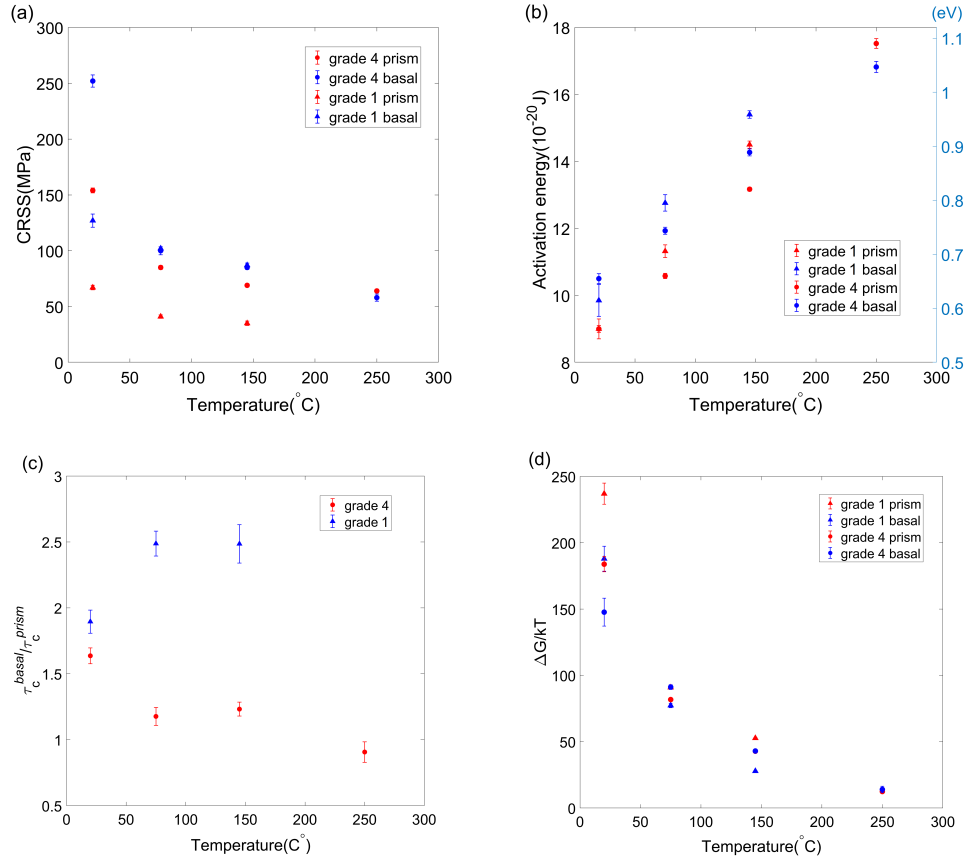 (a)
300
250
200
150
100
50
0
0 50 100 150 200 250 300
CRSS(MPa)
Temperature(°C)
grade 4 prism
grade 4 basal
grade 1 prism
grade 1 basal
(b)
(eV)
18
16
14
12
10
8
1.1
1
0.9
0.8
0.7
0.6
0.5
0 50 100 150 200 250 300
Activation energy(10⁻²⁰J)
Temperature(°C)
grade 1 prism
grade 1 basal
grade 4 prism
grade 4 basal
(c)
3
2.5
2
1.5
1
0.5
0 50 100 150 200 250 300
τc^basal/τc^prism
Temperature(C°)
grade 4
grade 1
(d)
250
200
150
100
50
0
0 50 100 150 200 250 300
ΔG/kT
Temperature(°C)
grade 1 prism
grade 1 basal
grade 4 prism
grade 4 basal